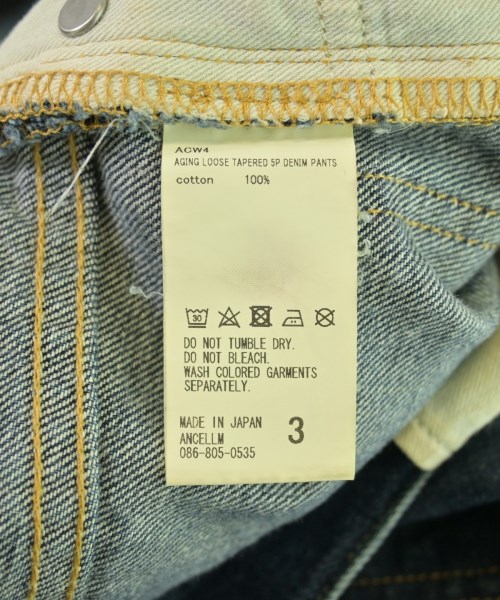 ACW4
AGING LOOSE TAPERED 5P DENIM PANTS
cotton 100%
30
DO NOT TUMBLE DRY.
DO NOT BLEACH.
WASH COLORED GARMENTS
SEPARATELY.
MADE IN JAPAN
ANCELLM 3
086-805-0535